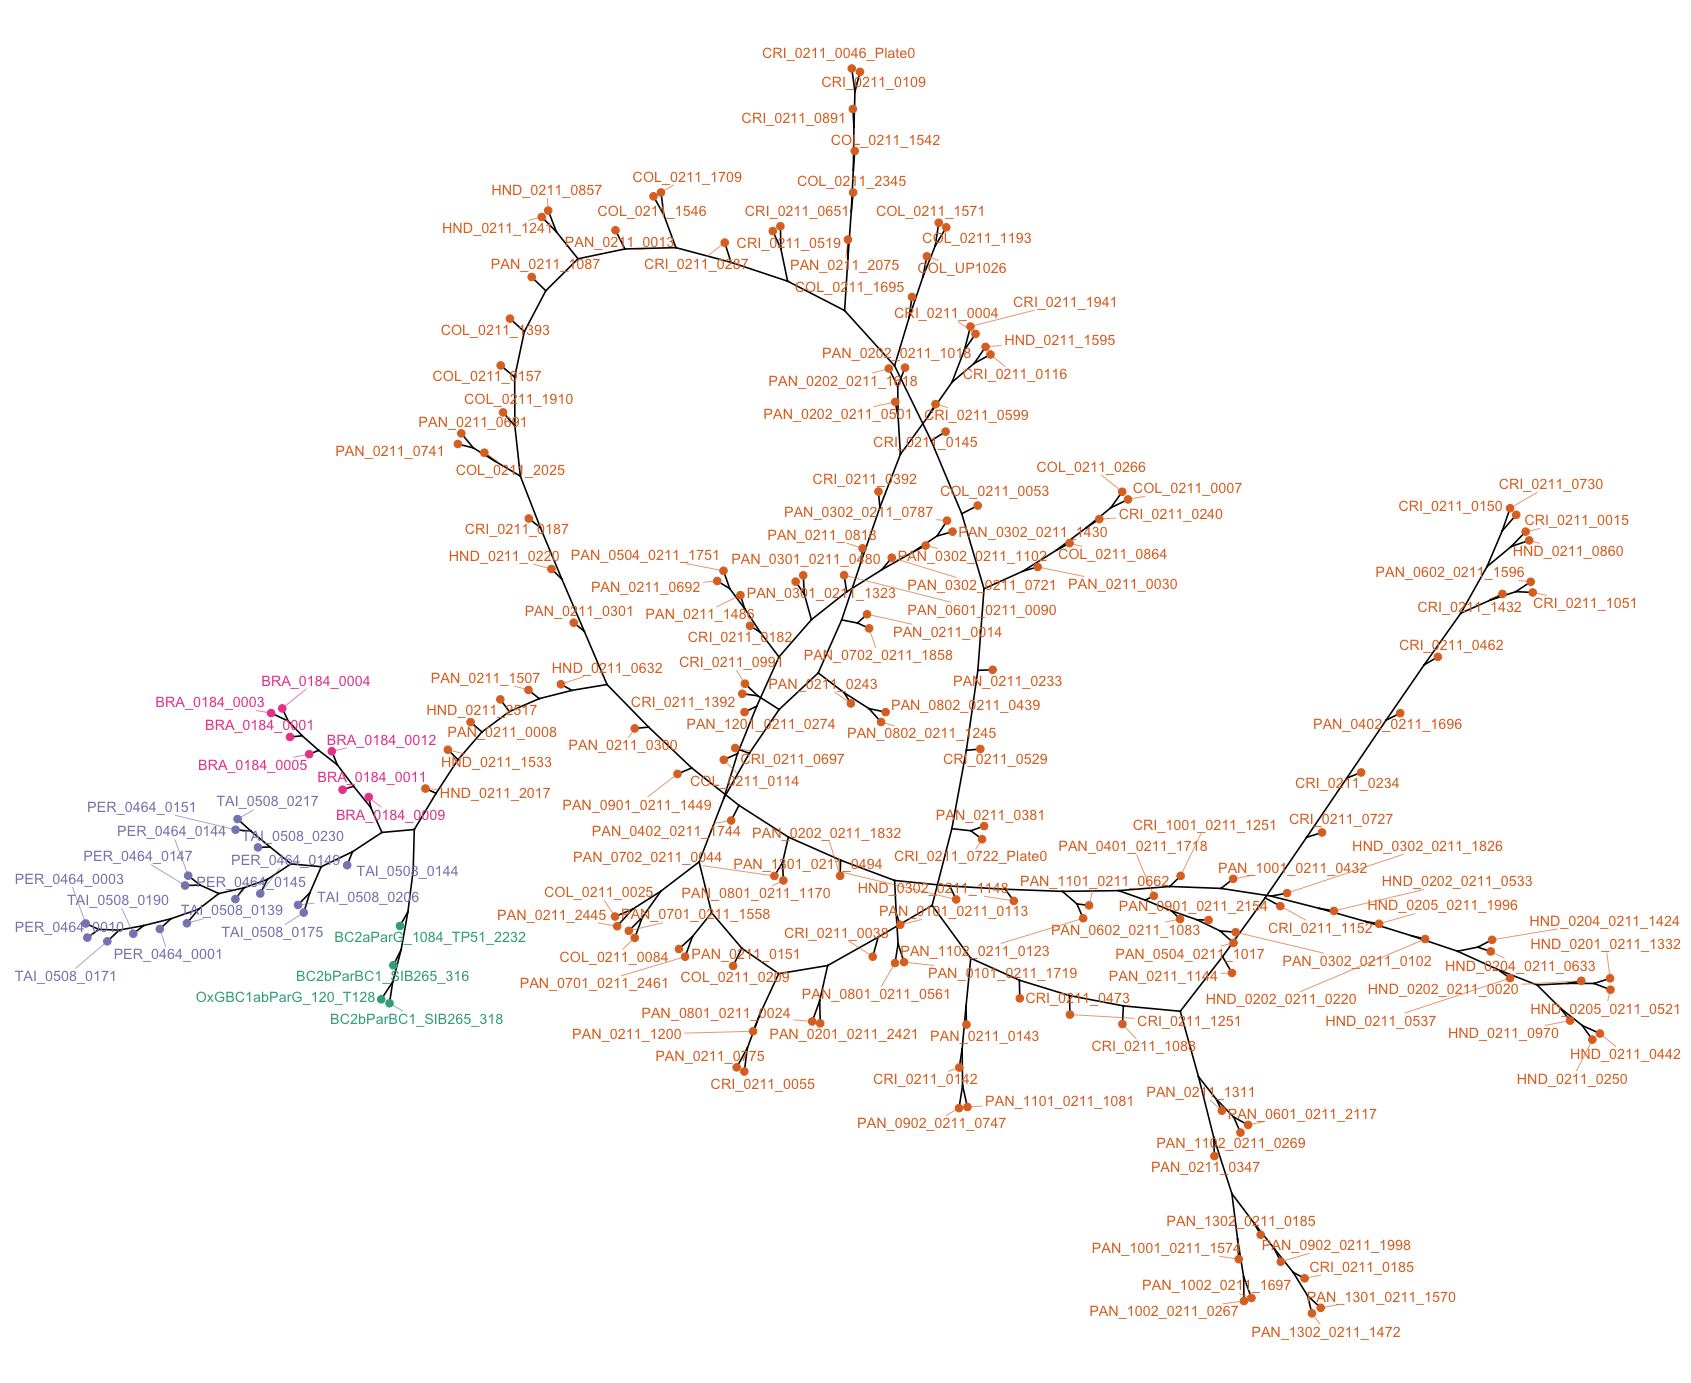 CRI_0211_0046_Plate0
CRI_0211_0109
CRI_0211_0891
COL_0211_1542
COL_0211_1709
COL_0211_2345
HND_0211_0857
COL_0211_1546
CRI_0211_0651
COL_0211_1571
HND_0211_1241
PAN_0211_0013
CRI_0211_0519
COL_0211_1193
PAN_0211_1087
CRI_0211_0287
PAN_0211_2075
COL_UP1026
COL_0211_1695
CRI_0211_1941
CRI_0211_0004
COL_0211_1393
HND_0211_1595
PAN_0202_0211_1018
COL_0211_0157
PAN_0202_0211_1618
CRI_0211_0116
COL_0211_1910
PAN_0202_0211_0501
CRI_0211_0599
PAN_0211_0691
PAN_0211_0741
CRI_0211_0145
COL_0211_2025
COL_0211_0266
CRI_0211_0392
COL_0211_0053
COL_0211_0007
CRI_0211_0730
CRI_0211_0150
PAN_0302_0211_0787
CRI_0211_0240
CRI_0211_0015
CRI_0211_0187
PAN_0211_0818
PAN_0302_0211_1430
HND_0211_0220
PAN_0504_0211_1751
PAN_0301_0211_0480
PAN_0302_0211_1102
COL_0211_0864
HND_0211_0860
PAN_0211_0692
PAN_0301_0211_1323
PAN_0302_0211_0721
PAN_0211_0030
PAN_0602_0211_1596
PAN_0211_0301
PAN_0211_1486
PAN_0601_0211_0090
CRI_0211_1432
CRI_0211_1051
CRI_0211_0182
PAN_0211_0014
PAN_0702_0211_1858
CRI_0211_0462
HND_0211_0632
CRI_0211_0991
PAN_0211_1507
PAN_0211_0243
PAN_0211_0233
BRA_0184_0004
BRA_0184_0003
HND_0211_2517
CRI_0211_1392
PAN_0802_0211_0439
BRA_0184_0001
PAN_0211_0008
PAN_1201_0211_0274
PAN_0802_0211_1245
PAN_0402_0211_1696
BRA_0184_0012
PAN_0211_0300
BRA_0184_0005
HND_0211_1533
CRI_0211_0697
CRI_0211_0529
BRA_0184_0011
COL_0211_0114
CRI_0211_0234
HND_0211_2017
PER_0464_0151
TAI_0508_0217
PAN_0901_0211_1449
BRA_0184_0009
PAN_0211_0381
PER_0464_0144
TAI_0508_0230
PAN_0402_0211_1744
PAN_0202_0211_1832
CRI_1001_0211_1251
CRI_0211_0727
PER_0464_0147
PER_0464_0149
PAN_0702_0211_0044
PAN_1301_0211_0494
CRI_0211_0722_Plate0
PAN_0401_0211_1718
HND_0302_0211_1826
PER_0464_0003
PER_0464_0145
TAI_0508_0144
PAN_1001_0211_0432
TAI_0508_0190
TAI_0508_0206
COL_0211_0025
PAN_0801_0211_1170
HND_0302_0211_1148
PAN_1101_0211_0662
HND_0202_0211_0533
TAI_0508_0139
PAN_0211_2445
PAN_0701_0211_1558
PAN_0101_0211_0113
PAN_0901_0211_2154
HND_0205_0211_1996
PER_0464_0010
TAI_0508_0175
BC2aParG_1084_TP51_2232
CRI_0211_0038
PAN_0602_0211_1083
CRI_0211_1152
HND_0204_0211_1424
PER_0464_0001
COL_0211_0084
PAN_0211_0151
PAN_1102_0211_0123
PAN_0504_0211_1017
PAN_0302_0211_0102
HND_0201_0211_1332
TAI_0508_0171
BC2bParBC1_SIB265_316
PAN_0701_0211_2461
COL_0211_0209
PAN_0101_0211_1719
PAN_0211_1144
HND_0204_0211_0633
OxGBC1abParG_120_T128
PAN_0801_0211_0561
CRI_0211_0473
HND_0202_0211_0220
HND_0202_0211_0020
BC2bParBC1_SIB265_318
PAN_0801_0211_0024
CRI_0211_1251
HND_0211_0537
HND_0205_0211_0521
PAN_0211_1200
PAN_0201_0211_2421
PAN_0211_0143
CRI_0211_1088
HND_0211_0970
PAN_0211_0775
HND_0211_0442
CRI_0211_0055
CRI_0211_0142
HND_0211_0250
PAN_0211_1311
PAN_1101_0211_1081
PAN_0902_0211_0747
PAN_0601_0211_2117
PAN_1102_0211_0269
PAN_0211_0347
PAN_1302_0211_0185
PAN_1001_0211_1574
PAN_0902_0211_1998
CRI_0211_0185
PAN_1002_0211_1697
PAN_1301_0211_1570
PAN_1002_0211_0267
PAN_1302_0211_1472